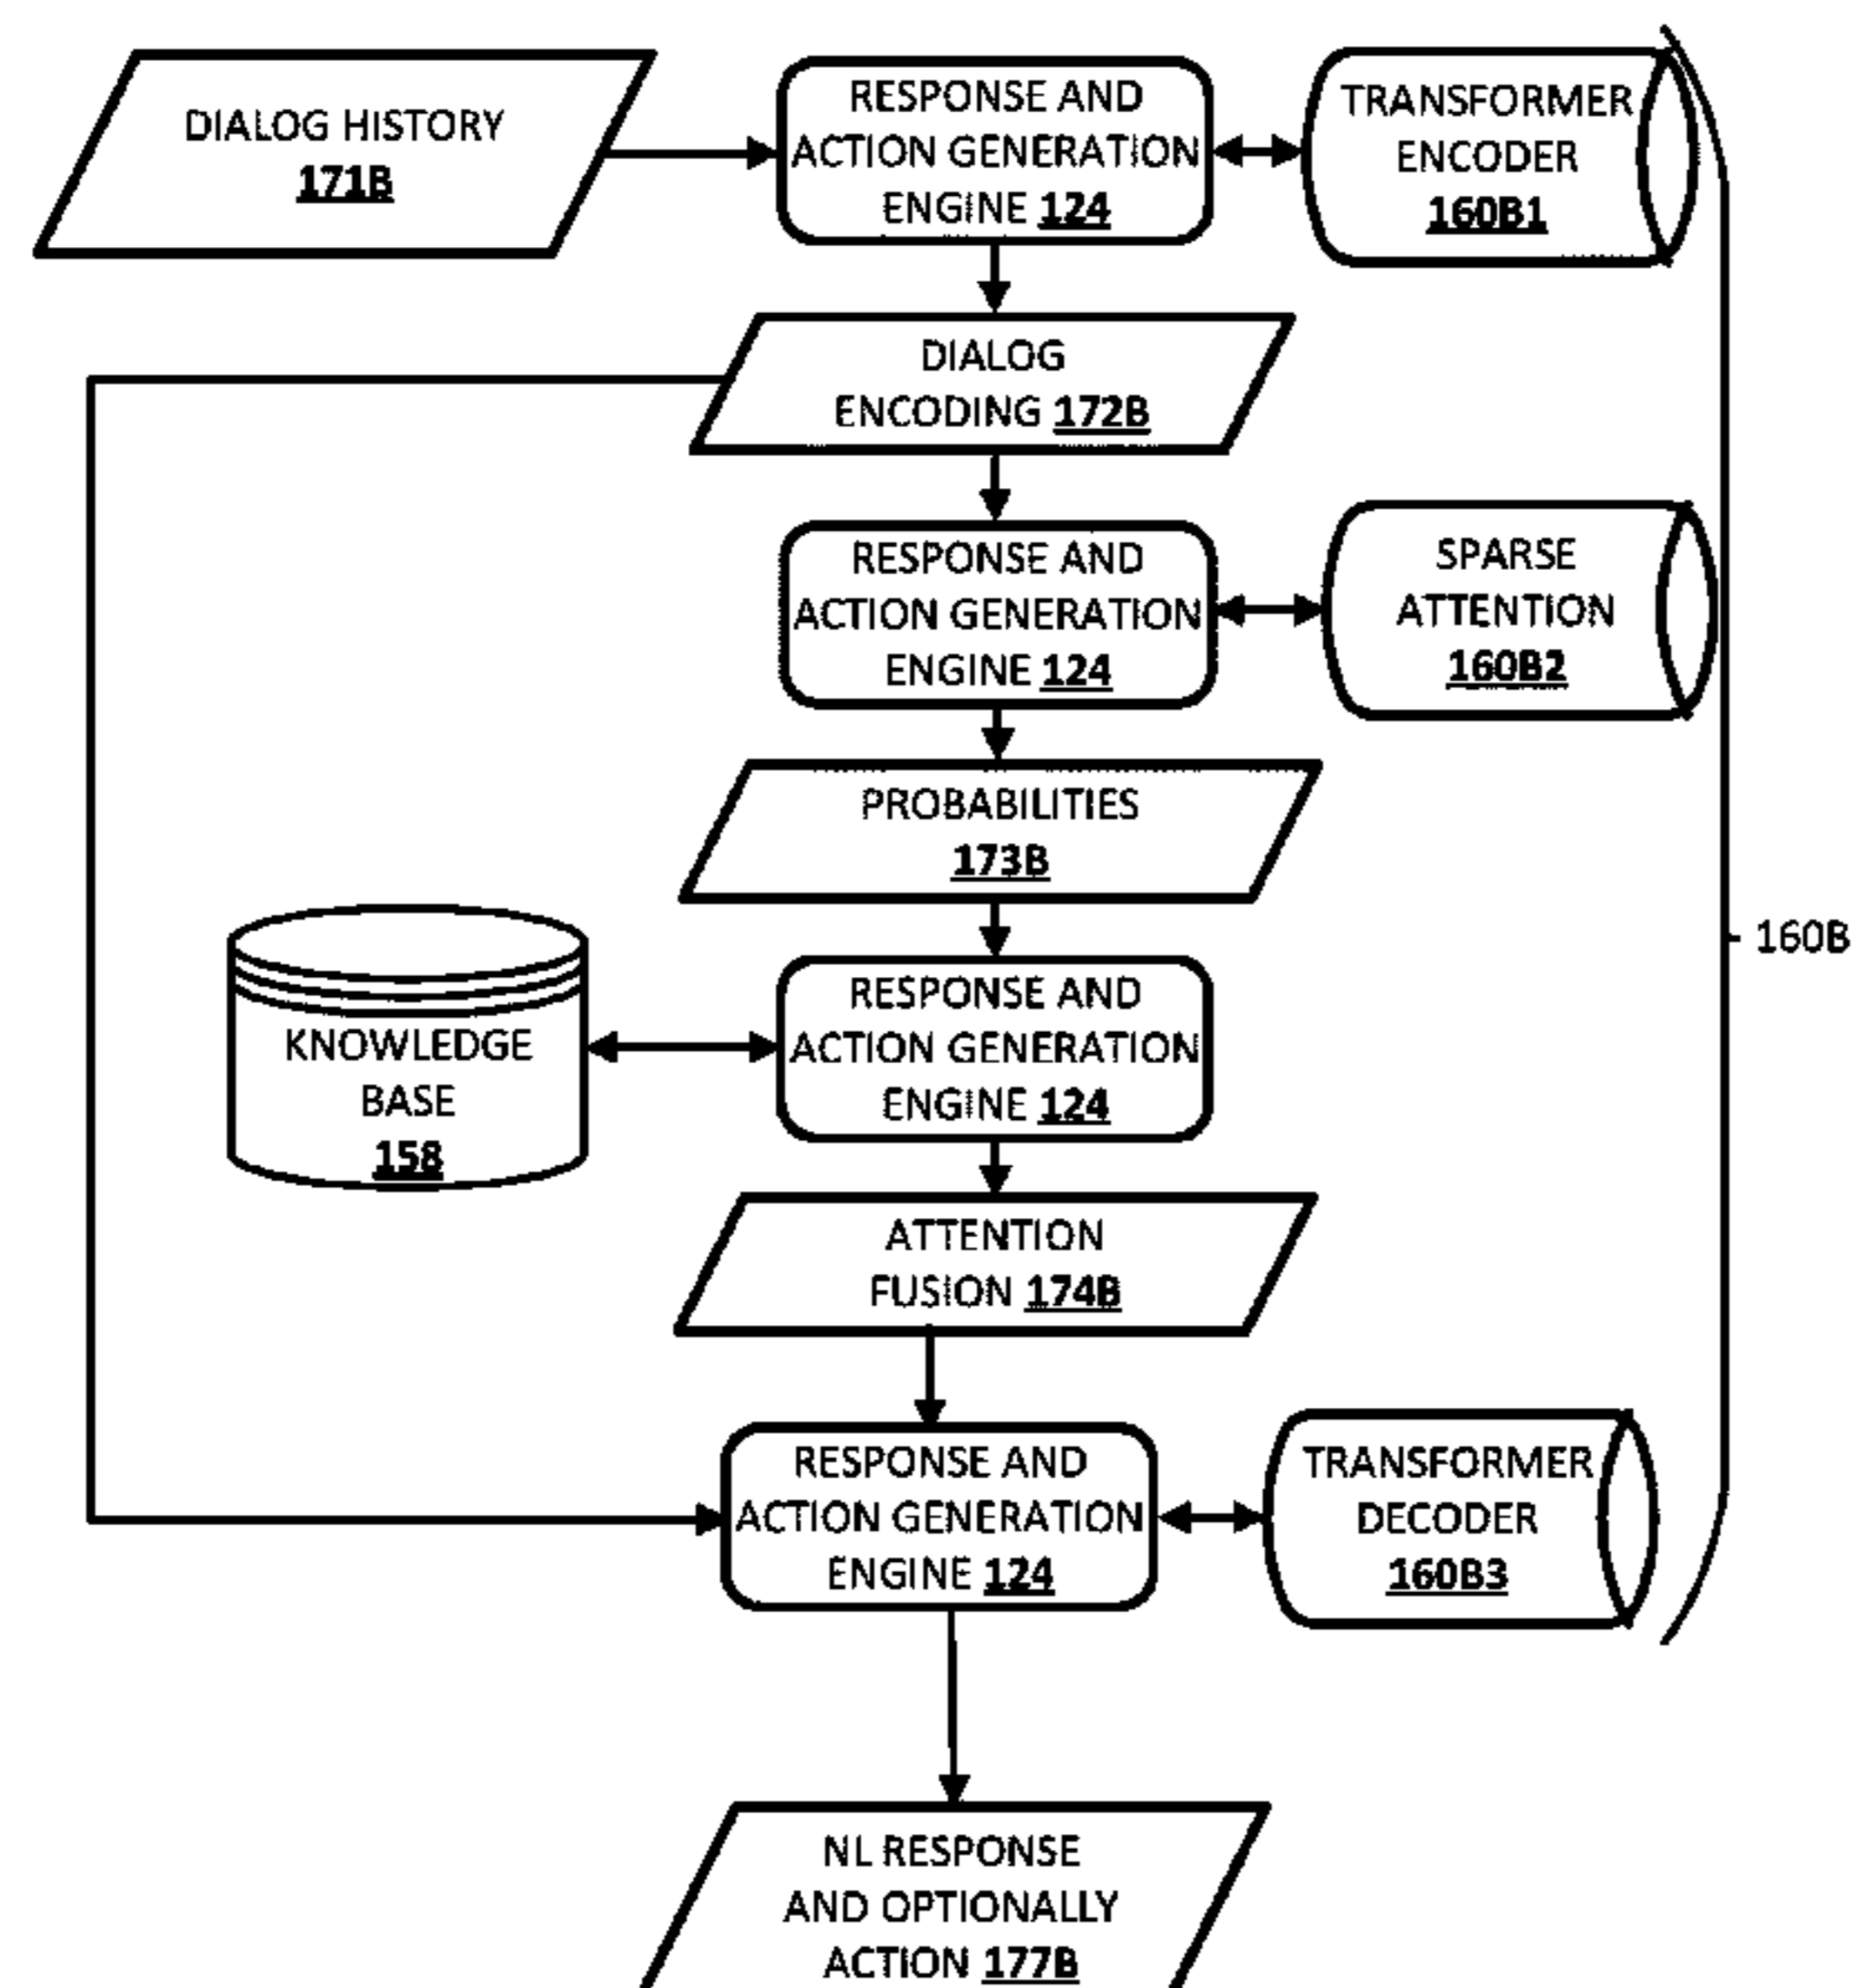 DIALOG HISTORY
171B
RESPONSE AND
ACTION GENERATION
ENGINE 124
TRANSFORMER
ENCODER
160B1
DIALOG
ENCODING 172B
RESPONSE AND
ACTION GENERATION
ENGINE 124
SPARSE
ATTENTION
160B2
PROBABILITIES
173B
160B
KNOWLEDGE
BASE
158
RESPONSE AND
ACTION GENERATION
ENGINE 124
ATTENTION
FUSION 174B
RESPONSE AND
ACTION GENERATION
ENGINE 124
TRANSFORMER
DECODER
160B3
NL RESPONSE
AND OPTIONALLY
ACTION 177B